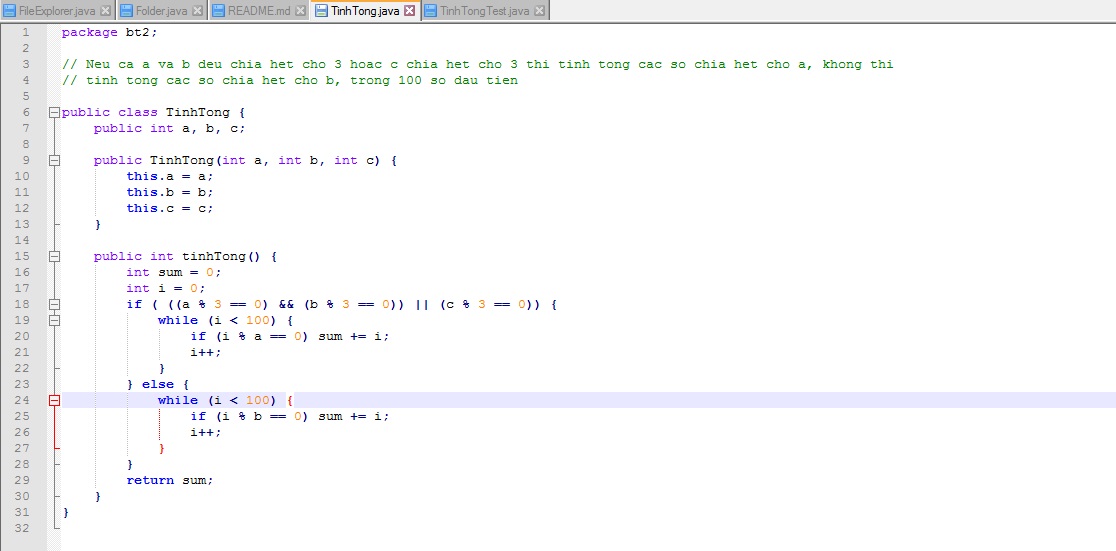 FileExplorer.java Folder.java README.md TinhTong.java TinhTongTest.java
1 package bt2;
2
3 // Neu ca a va b deu chia het cho 3 hoac c chia het cho 3 thi tinh tong cac so chia het cho a, khong thi
4 // tinh tong cac so chia het cho b, trong 100 so dau tien
5
6 public class TinhTong {
7 public int a, b, c;
8
9 public TinhTong(int a, int b, int c) {
10 this.a = a;
11 this.b = b;
12 this.c = c;
13 }
14
15 public int tinhTong() {
16 int sum = 0;
17 int i = 0;
18 if ( ((a % 3 == 0) && (b % 3 == 0)) || (c % 3 == 0)) {
19 while (i < 100) {
20 if (i % a == 0) sum += i;
21 i++;
22 }
23 } else {
24 while (i < 100) {
25 if (i % b == 0) sum += i;
26 i++;
27 }
28 }
29 return sum;
30 }
31 }
32